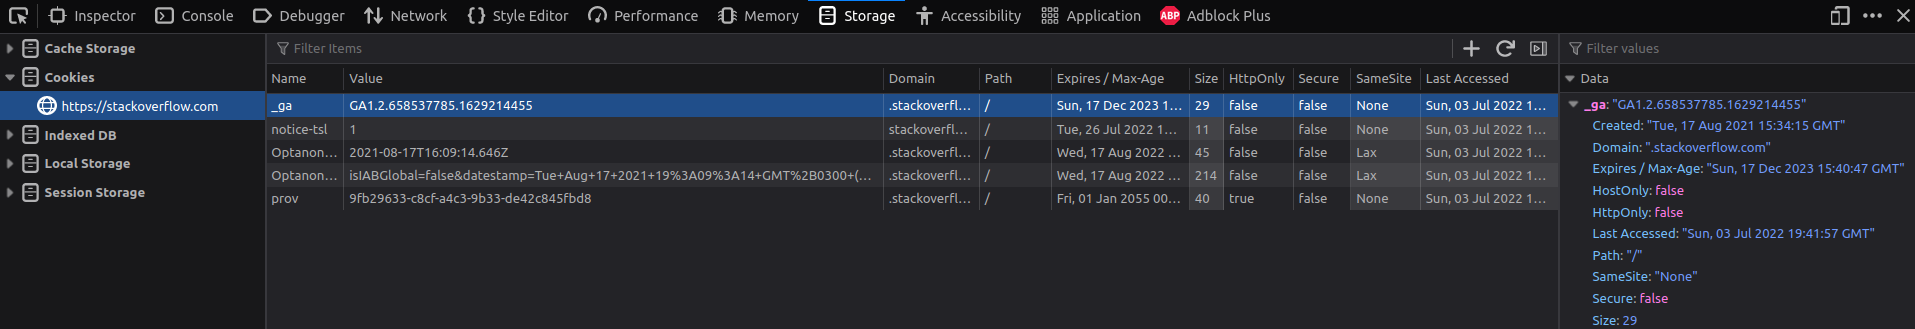 Inspector Console Debugger Network Style Editor Performance Memory Storage Accessibility Application ABP Adblock Plus
Cache Storage
Cookies
https://stackoverflow.com
Indexed DB
Local Storage
Session Storage
Filter Items
Name Value Domain Path Expires / Max-Age Size HttpOnly Secure SameSite Last Accessed
_ga GA1.2.658537785.1629214455 .stackoverfl... / Sun, 17 Dec 2023 1... 29 false false None Sun, 03 Jul 2022 1...
notice-tsl 1 stackoverfl... / Tue, 26 Jul 2022 1... 11 false false None Sun, 03 Jul 2022 1...
Optanon... 2021-08-17T16:09:14.646Z .stackoverfl... / Wed, 17 Aug 2022 ... 45 false false Lax Sun, 03 Jul 2022 1...
Optanon... isIABGlobal=false&datestamp=Tue+Aug+17+2021+19%3A09%3A14+GMT%2B0300+(... .stackoverfl... / Wed, 17 Aug 2022 ... 214 false false Lax Sun, 03 Jul 2022 1...
prov 9fb29633-c8cf-a4c3-9b33-de42c845fbd8 .stackoverfl... / Fri, 01 Jan 2055 00... 40 true false None Sun, 03 Jul 2022 1...
Filter values
Data
_ga: "GA1.2.658537785.1629214455"
Created: "Tue, 17 Aug 2021 15:34:15 GMT"
Domain: ".stackoverflow.com"
Expires / Max-Age: "Sun, 17 Dec 2023 15:40:47 GMT"
HostOnly: false
HttpOnly: false
Last Accessed: "Sun, 03 Jul 2022 19:41:57 GMT"
Path: "/"
SameSite: "None"
Secure: false
Size: 29